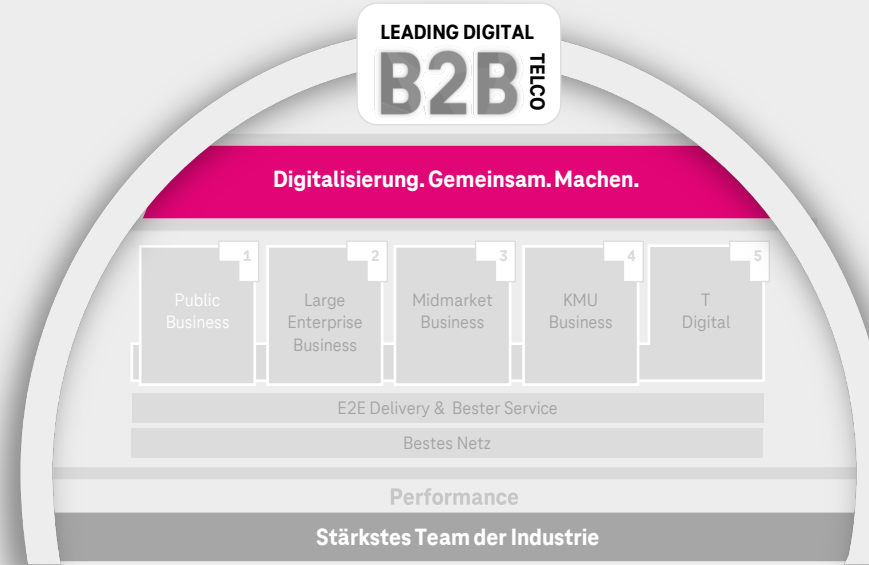 LEADING DIGITAL
B2B
TELCO
Digitalisierung. Gemeinsam. Machen.
1
2
3
4
5
Public
Business
Large
Enterprise
Business
Midmarket
Business
KMU
Business
T
Digital
E2E Delivery & Bester Service
Bestes Netz
Performance
Stärkstes Team der Industrie